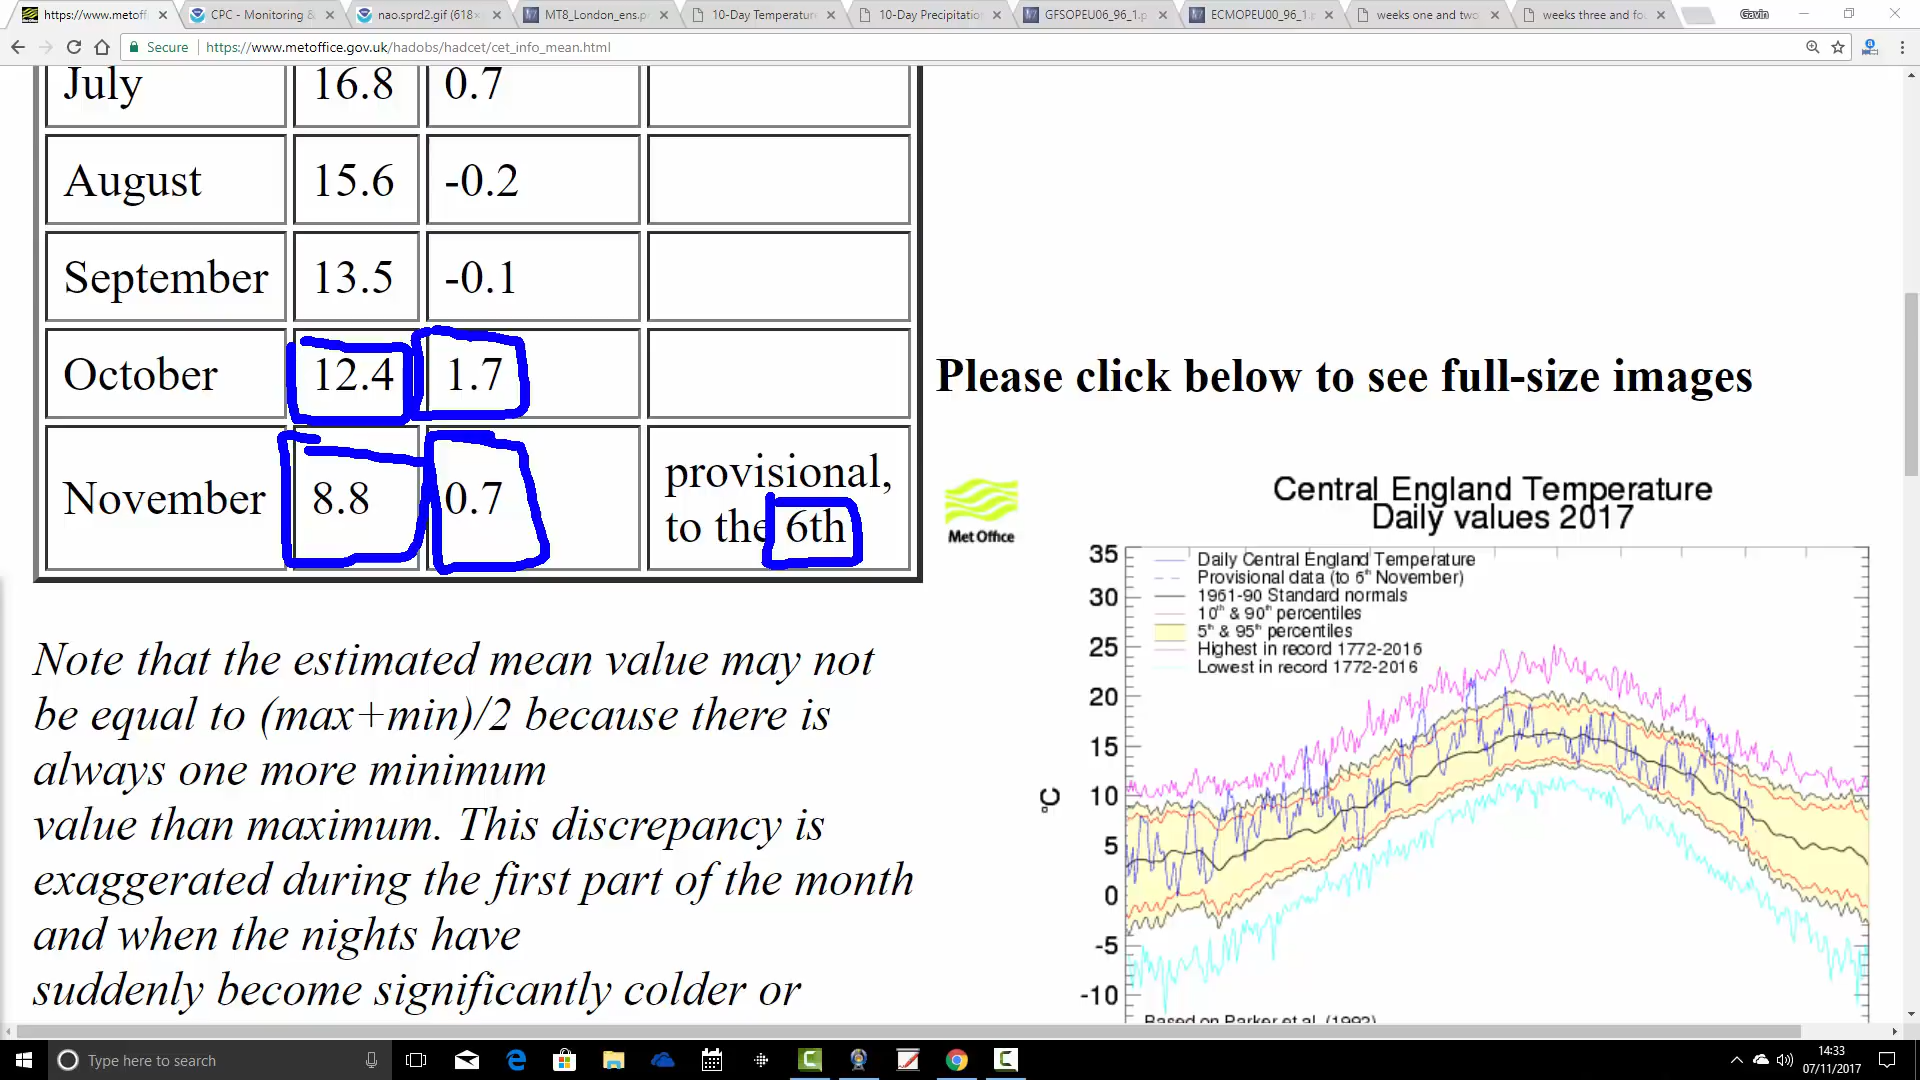 https://www.metoff
CPC - Monitoring &
nao.sprd2.gif (618×
MT8_London_ens.p
10-Day Temperatur
10-Day Precipitatio
GFSOPEU06_96_1.p
ECMOPEU00_96_1.
weeks one and two
weeks three and fo
Gavin
Secure
https://www.metoffice.gov.uk/hadobs/hadcet/cet_info_mean.html
July 16.8 0.7
August 15.6 -0.2
September 13.5 -0.1
October 12.4 1.7
November 8.8 0.7 provisional,
to the 6th
Please click below to see full-size images
Met Office
Central England Temperature
Daily values 2017
Daily Central England Temperature
Provisional data (to 6th November)
1961-90 Standard normals
10th & 90th percentiles
5th & 95th percentiles
Highest in record 1772-2016
Lowest in record 1772-2016
35
30
25
20
15
10
5
0
-5
-10
°C
Based on Parker et al. (1992)
Note that the estimated mean value may not
be equal to (max+min)/2 because there is
always one more minimum
value than maximum. This discrepancy is
exaggerated during the first part of the month
and when the nights have
suddenly become significantly colder or
Type here to search
14:33
07/11/2017